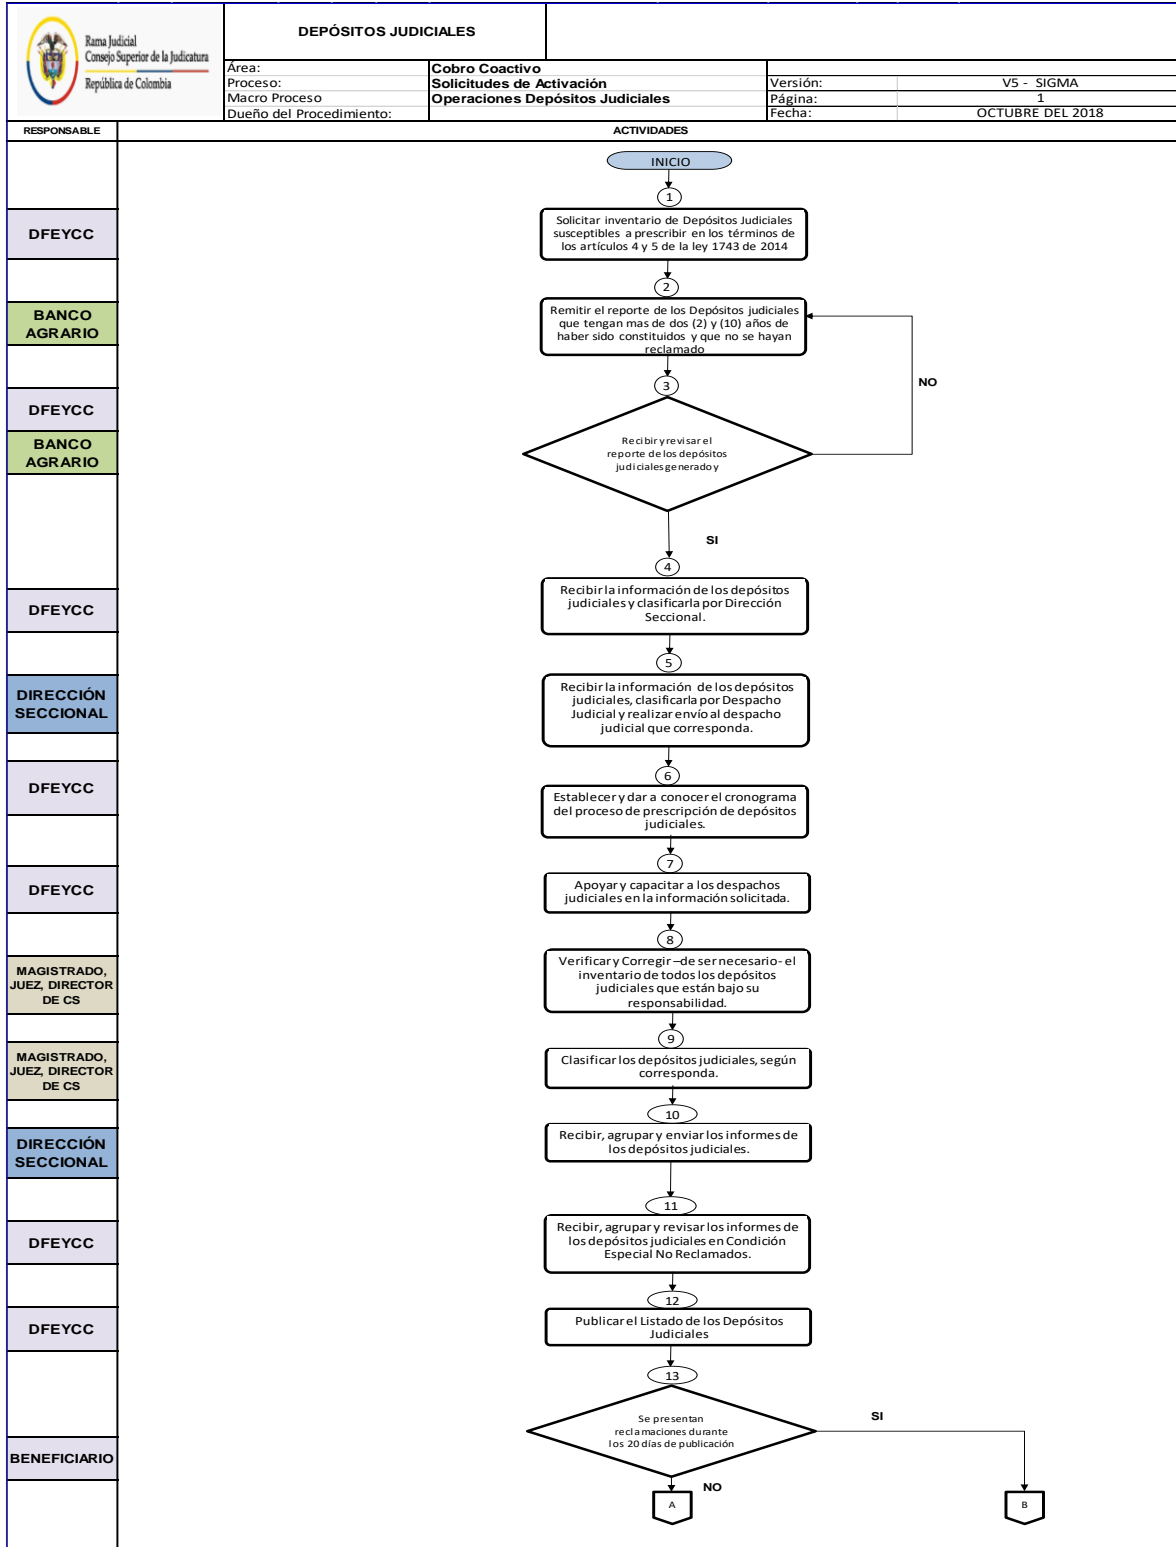 Rama Judicial
Consejo Superior de la Judicatura
República de Colombia
DEPÓSITOS JUDICIALES
Área:
Cobro Coactivo
Proceso:
Solicitudes de Activación
Versión:
V5 - SIGMA
Macro Proceso
Operaciones Depósitos Judiciales
Página:
1
Dueño del Procedimiento:
Fecha:
OCTUBRE DEL 2018
RESPONSABLE
ACTIVIDADES
INICIO
1
DFEYCC
Solicitar inventario de Depósitos Judiciales
susceptibles a prescribir en los términos de
los artículos 4 y 5 de la ley 1743 de 2014
2
BANCO
AGRARIO
Remitir el reporte de los Depósitos judiciales
que tengan mas de dos (2) y (10) años de
haber sido constituidos y que no se hayan
reclamado
3
NO
DFEYCC
BANCO
AGRARIO
Recibir y revisar el
reporte de los depósitos
judiciales generado y
SI
4
DFEYCC
Recibir la información de los depósitos
judiciales y clasificarla por Dirección
Seccional.
5
DIRECCIÓN
SECCIONAL
Recibir la información de los depósitos
judiciales, clasificarla por Despacho
Judicial y realizar envío al despacho
judicial que corresponda.
6
DFEYCC
Establecer y dar a conocer el cronograma
del proceso de prescripción de depósitos
judiciales.
7
DFEYCC
Apoyar y capacitar a los despachos
judiciales en la información solicitada.
8
MAGISTRADO,
JUEZ, DIRECTOR
DE CS
Verificar y Corregir –de ser necesario- el
inventario de todos los depósitos
judiciales que están bajo su
responsabilidad.
9
MAGISTRADO,
JUEZ, DIRECTOR
DE CS
Clasificar los depósitos judiciales, según
corresponda.
10
DIRECCIÓN
SECCIONAL
Recibir, agrupar y enviar los informes de
los depósitos judiciales.
11
DFEYCC
Recibir, agrupar y revisar los informes de
los depósitos judiciales en Condición
Especial No Reclamados.
12
DFEYCC
Publicar el Listado de los Depósitos
Judiciales
13
BENEFICIARIO
Se presentan
reclamaciones durante
los 20 días de publicación
SI
NO
A
B